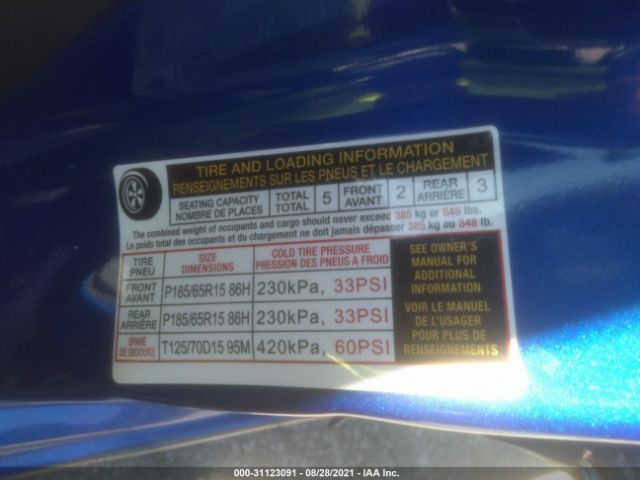 TIRE AND LOADING INFORMATION
RENSEIGNEMENTS SUR LES PNEUS ET LE CHARGEMENT
SEATING CAPACITY TOTAL 5 FRONT 2 REAR 3
NOMBRE DE PLACES TOTAL AVANT ARRIÈRE
The combined weight of occupants and cargo should never exceed 385 kg or 848 lbs.
Le poids total des occupants et du chargement ne doit jamais dépasser 385 kg ou 848 lb.
TIRE SIZE COLD TIRE PRESSURE
PNEU DIMENSIONS PRESSION DES PNEUS A FROID
FRONT AVANT P185/65R15 86H 230kPa, 33PSI
REAR ARRIÈRE P185/65R15 86H 230kPa, 33PSI
SPARE DE SECOURS T125/70D15 95M 420kPa, 60PSI
SEE OWNER'S
MANUAL FOR
ADDITIONAL
INFORMATION
VOIR LE MANUEL
DE L'USAGER
POUR PLUS DE
RENSEIGNEMENTS
000-31123091 - 08/28/2021 - IAA Inc.